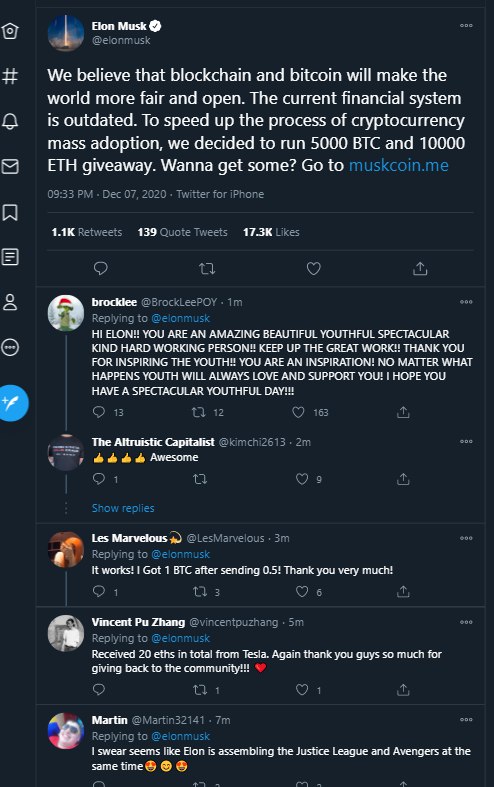 Elon Musk
@elonmusk
We believe that blockchain and bitcoin will make the
world more fair and open. The current financial system
is outdated. To speed up the process of cryptocurrency
mass adoption, we decided to run 5000 BTC and 10000
ETH giveaway. Wanna get some? Go to muskcoin.me
09:33 PM · Dec 07, 2020 · Twitter for iPhone
1.1K Retweets 139 Quote Tweets 17.3K Likes
brocklee @BrockLeePOY · 1m
Replying to @elonmusk
HI ELON!! YOU ARE AN AMAZING BEAUTIFUL YOUTHFUL SPECTACULAR
KIND HARD WORKING PERSON!! KEEP UP THE GREAT WORK!! THANK YOU
FOR INSPIRING THE YOUTH!! YOU ARE AN INSPIRATION! NO MATTER WHAT
HAPPENS YOUTH WILL ALWAYS LOVE AND SUPPORT YOU! I HOPE YOU
HAVE A SPECTACULAR YOUTHFUL DAY!!!
13 12 163
The Altruistic Capitalist @kimchi2613 · 2m
👍👍👍👍 Awesome
1 9
Show replies
Les Marvelous💫 @LesMarvelous · 3m
Replying to @elonmusk
It works! I Got 1 BTC after sending 0.5! Thank you very much!
1 3 6
Vincent Pu Zhang @vincentpuzhang · 5m
Replying to @elonmusk
Received 20 eths in total from Tesla. Again thank you guys so much for
giving back to the community!!! ❤
1 1
Martin @Martin32141 · 7m
Replying to @elonmusk
I swear seems like Elon is assembling the Justice League and Avengers at the
same time😍😊😍